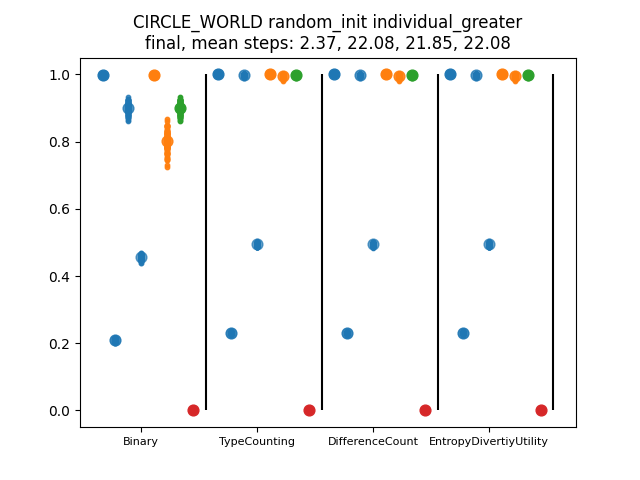 CIRCLE_WORLD random_init individual_greater
final, mean steps: 2.37, 22.08, 21.85, 22.08
1.0
0.8
0.6
0.4
0.2
0.0
Binary TypeCounting DifferenceCount EntropyDivertiyUtility